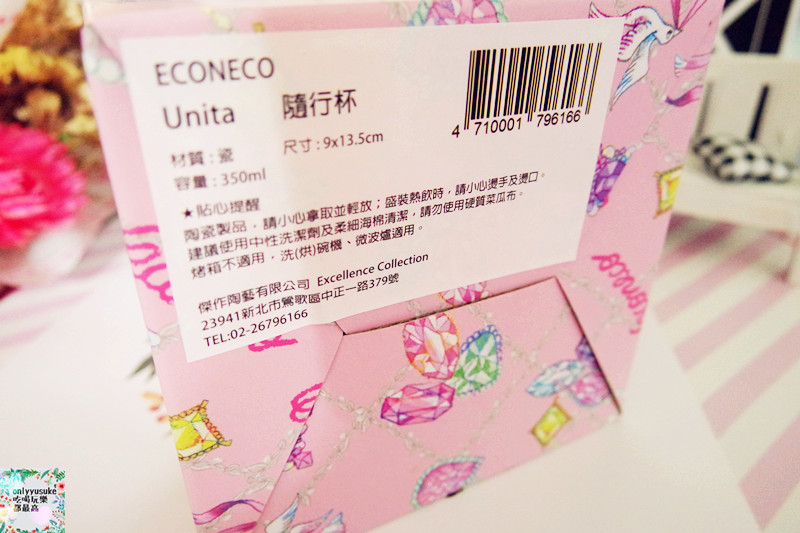 ECONECO
Unita 隨行杯
材質：瓷 尺寸：9x13.5cm
容量：350ml
4 710001 796166
★貼心提醒
陶瓷製品，請小心拿取並輕放；盛裝熱飲時，請小心燙手及燙口。
建議使用中性洗潔劑及柔細海棉清潔，請勿使用硬質菜瓜布。
烤箱不適用，洗(烘)碗機、微波爐適用。
傑作陶藝有限公司 Excellence Collection
23941新北市鶯歌區中正一路379號
TEL:02-26796166
Econeco
onlyyusuke
吃喝玩樂
都最高